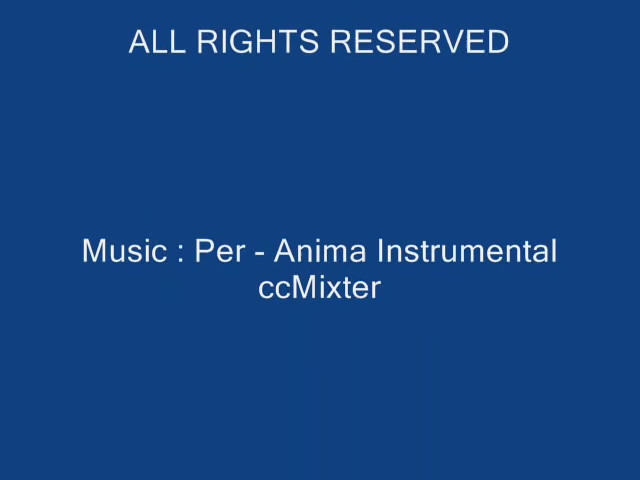 ALL RIGHTS RESERVED
Music : Per - Anima Instrumental
ccMixter